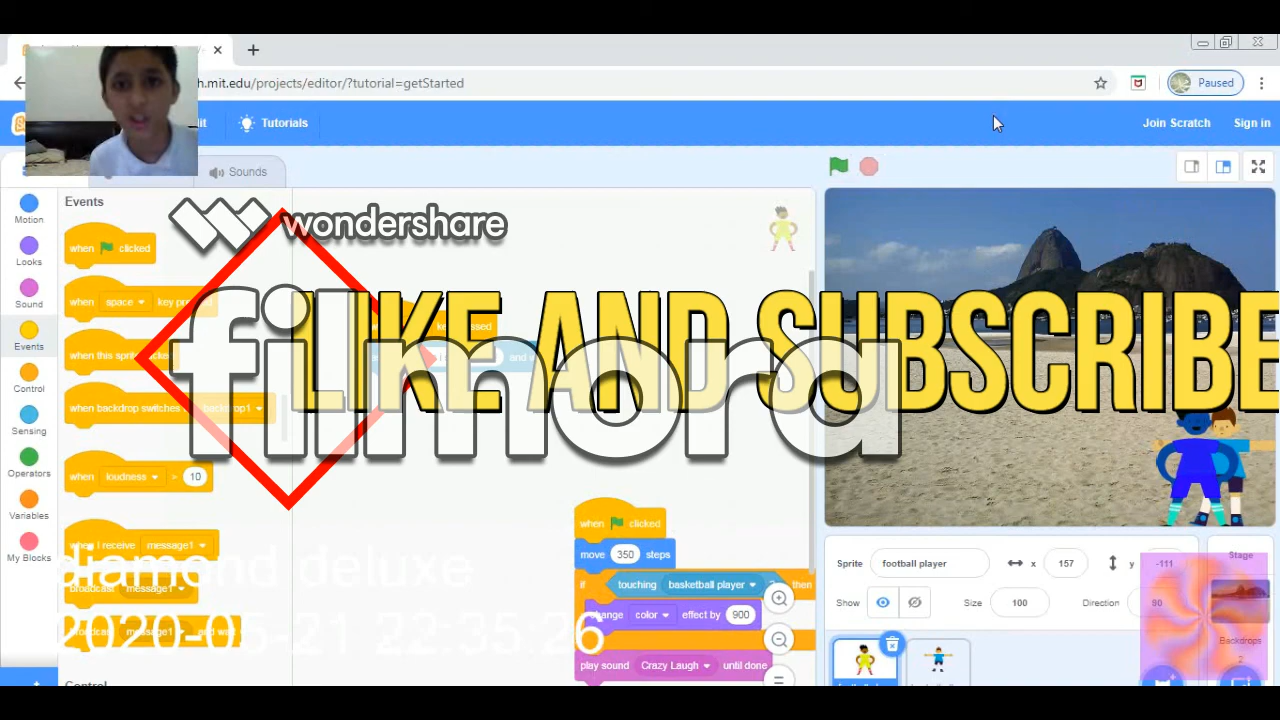 h.mit.edu/projects/editor/?tutorial=getStarted
Paused
Tutorials
Join Scratch
Sign in
Sounds
Events
Motion
Looks
Sound
Events
Control
Sensing
Operators
Variables
My Blocks
when clicked
when space key pressed
when this sprite clicked
when backdrop switches backdrop1
when loudness > 10
when I receive message1
broadcast message1
broadcast message1 and wait
Control
wondershare
filmora
LIKE AND SUBSCRIBE
diamond deluxe
2020-05-21 22:35:26
when clicked
move 350 steps
if touching basketball player ? then
change color effect by 900
play sound Crazy Laugh until done
Sprite football player x 157 y -111
Show Size 100 Direction 90
Stage
Backdrops
2